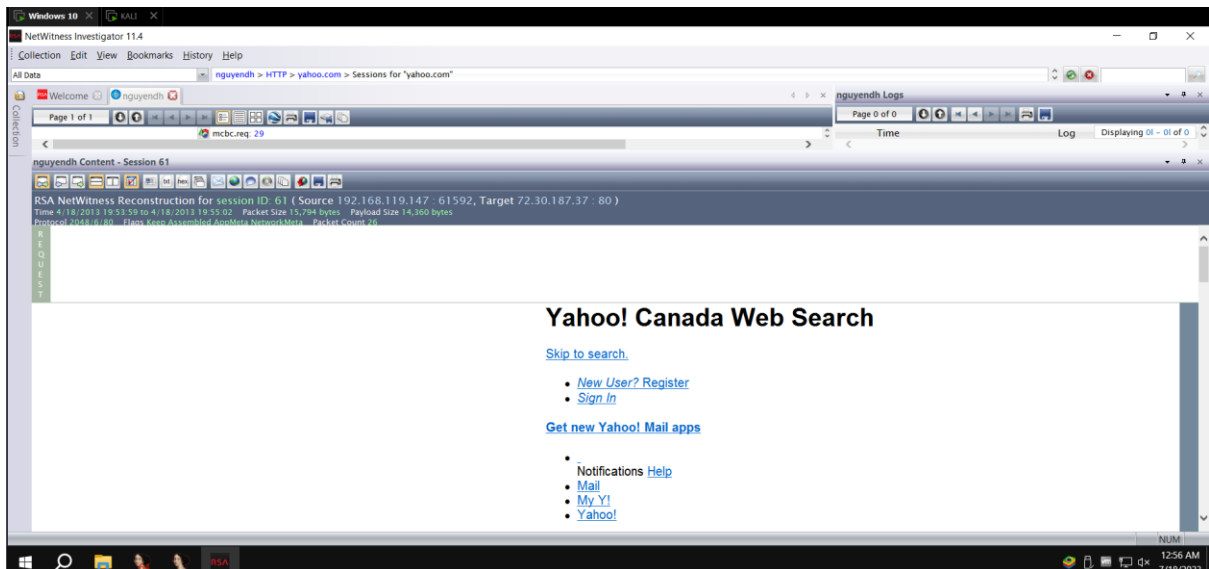 Windows 10 KALI
NetWitness Investigator 11.4
Collection Edit View Bookmarks History Help
All Data nguyendh > HTTP > yahoo.com > Sessions for "yahoo.com"
Welcome nguyendh nguyendh Logs
Page 1 of 1 Page 0 of 0
mcbc.req: 29 Time Log Displaying 0l - 0l of 0
Collection
nguyendh Content - Session 61
RSA NetWitness Reconstruction for session ID: 61 ( Source 192.168.119.147 : 61592, Target 72.30.187.37 : 80 )
Time 4/18/2013 19:53:59 to 4/18/2013 19:55:02 Packet Size 15,794 bytes Payload Size 14,360 bytes
Protocol 2048/6/80 Flags Keep Assembled AppMeta NetworkMeta Packet Count 26
REQUEST
Yahoo! Canada Web Search
Skip to search.
New User? Register
Sign In
Get new Yahoo! Mail apps
Notifications Help
Mail
My Y!
Yahoo!
NUM
RSA 12:56 AM